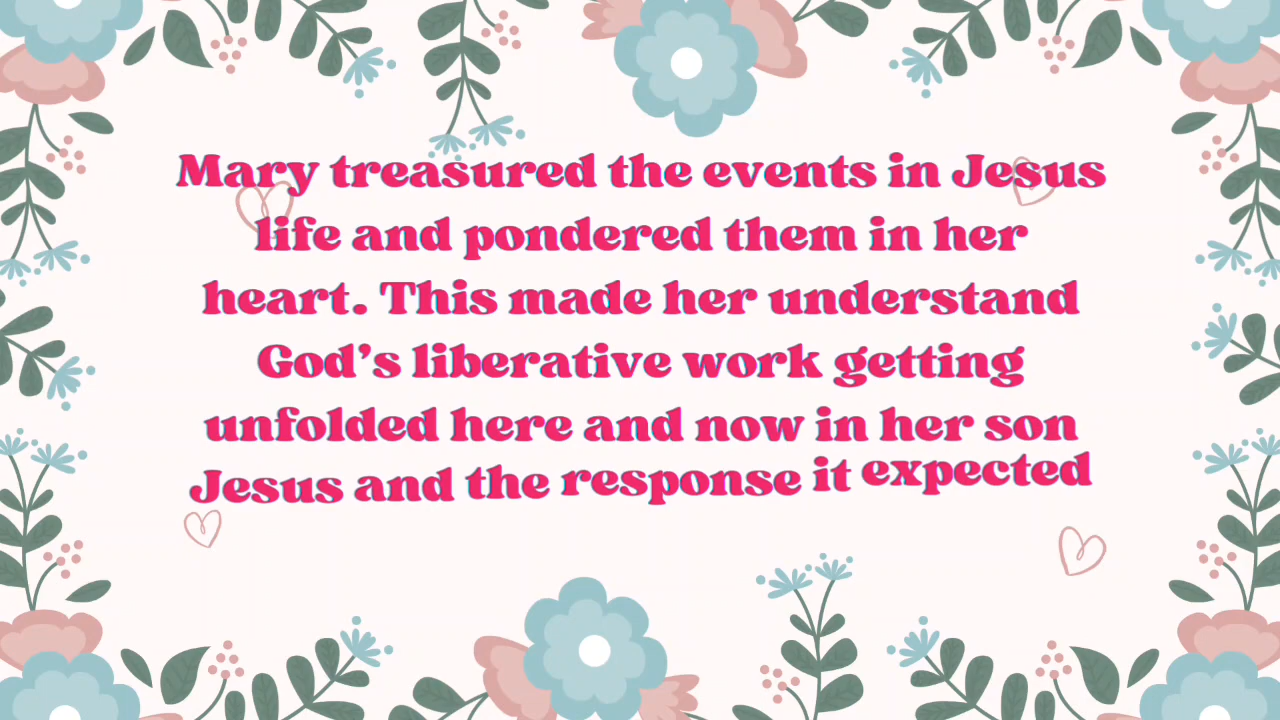 Mary treasured the events in Jesus
life and pondered them in her
heart. This made her understand
God's liberative work getting
unfolded here and now in her son
Jesus and the response it expected